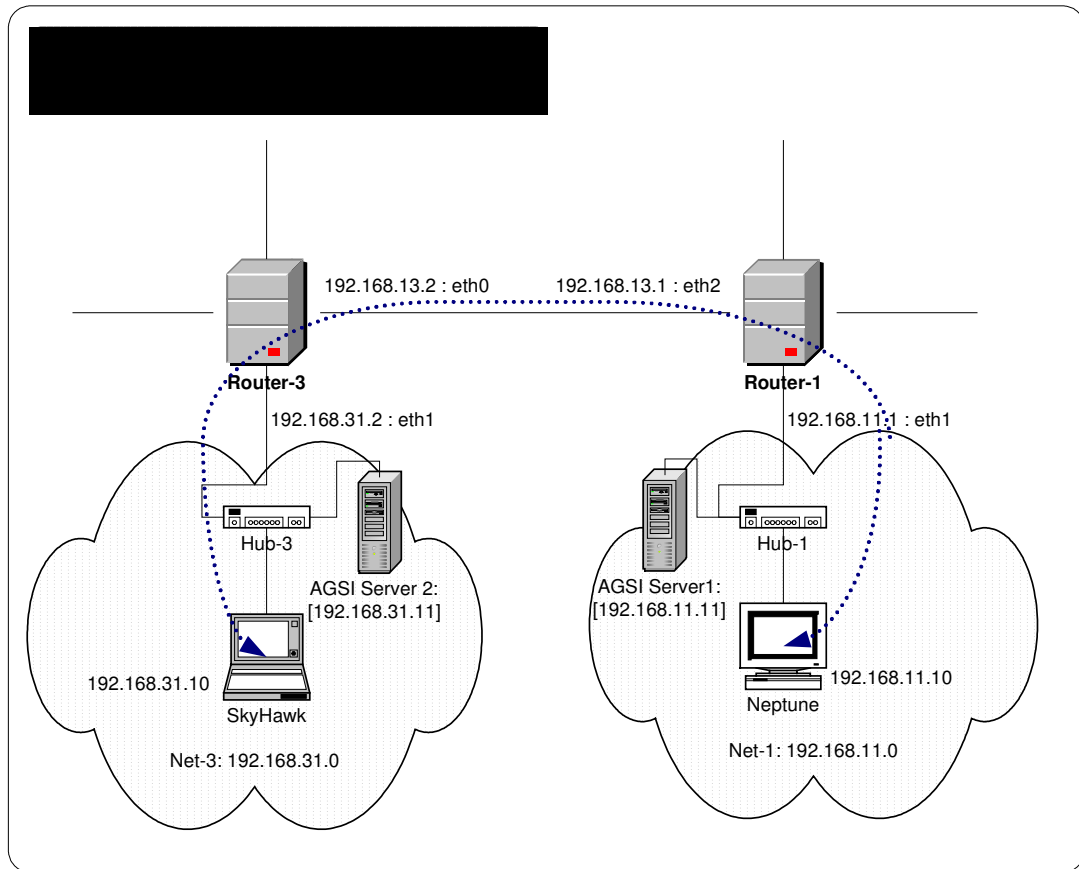 192.168.13.2 : eth0
192.168.13.1 : eth2
Router-3
Router-1
192.168.31.2 : eth1
192.168.11.1 : eth1
Hub-3
Hub-1
AGSI Server 2:
[192.168.31.11]
AGSI Server1:
[192.168.11.11]
192.168.31.10
SkyHawk
192.168.11.10
Neptune
Net-3: 192.168.31.0
Net-1: 192.168.11.0